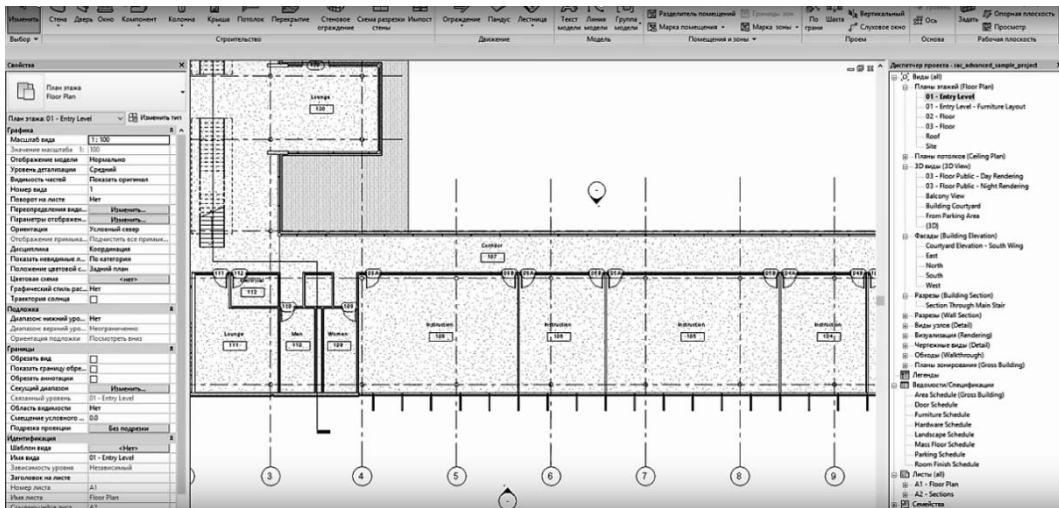 Изменить
Стена
Дверь
Окно
Компонент
Колонна
Крыша
Потолок
Перекрытие
Стеновое ограждение
Схема разрезки стены
Импост
Ограждение
Пандус
Лестница
Текст модели
Линия модели
Группа модели
Разделитель помещений
Границы зон
Марка помещения
Марка зоны
По грани
Шахта
Вертикальный
Слуховое окно
Ось
Задать
Опорная плоскость
Просмотр
Выбор
Строительство
Движение
Модель
Помещения и зоны
Проем
Основа
Рабочая плоскость
Свойства
План этажа
Floor Plan
План этажа: 01 - Entry Level
Изменить тип
Графика
Масштаб вида 1 : 100
Значение масштаба 1: 100
Отображение модели Нормально
Уровень детализации Средний
Видимость частей Показать оригинал
Номер вида 1
Поворот на листе Нет
Переопределения види... Изменить...
Параметры отображен... Изменить...
Ориентация Условный север
Отображение примыка... Подчистить все примык...
Дисциплина Координация
Показать невидимые л... По категории
Положение цветовой с... Задний план
Цветовая схема <нет>
Графический стиль рас... Нет
Траектория солнца
Подложка
Диапазон: нижний уро... Нет
Диапазон: верхний уро... Неограниченно
Ориентация подложки Посмотреть вниз
Границы
Обрезать вид
Показать границу обре...
Обрезать аннотации
Секущий диапазон Изменить...
Связанный уровень 01 - Entry Level
Область видимости Нет
Смещение условного ... 0.0
Подрезка проекции Без подрезки
Идентификация
Шаблон вида <Нет>
Имя вида 01 - Entry Level
Зависимость уровня Независимый
Заголовок на листе
Номер листа A1
Имя листа Floor Plan
Lounge
Corridor
107
112
Lounge
111
Men
Women
Instruction
Instruction
Instruction
105
Instruction
3
4
5
6
7
8
9
Диспетчер проекта - rac_advanced_sample_project
Виды (all)
Планы этажей (Floor Plan)
01 - Entry Level
01 - Entry Level - Furniture Layout
02 - Floor
03 - Floor
Roof
Site
Планы потолков (Ceiling Plan)
3D виды (3D View)
03 - Floor Public - Day Rendering
03 - Floor Public - Night Rendering
Balcony View
Building Courtyard
From Parking Area
{3D}
Фасады (Building Elevation)
Courtyard Elevation - South Wing
East
North
South
West
Разрезы (Building Section)
Section Through Main Stair
Разрезы (Wall Section)
Виды узлов (Detail)
Визуализация (Rendering)
Чертежные виды (Detail)
Обходы (Walkthrough)
Планы зонирования (Gross Building)
Легенды
Ведомости/Спецификации
Area Schedule (Gross Building)
Door Schedule
Furniture Schedule
Hardware Schedule
Landscape Schedule
Mass Floor Schedule
Parking Schedule
Room Finish Schedule
Листы (all)
A1 - Floor Plan
A2 - Sections
Семейства